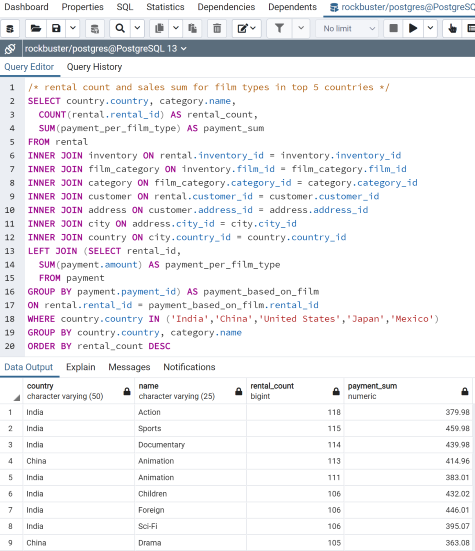 Dashboard Properties SQL Statistics Dependencies Dependents rockbuster/postgres@PostgreSQ
No limit
rockbuster/postgres@PostgreSQL 13
Query Editor Query History
1 /* rental count and sales sum for film types in top 5 countries */
2 SELECT country.country, category.name,
3 COUNT(rental.rental_id) AS rental_count,
4 SUM(payment_per_film_type) AS payment_sum
5 FROM rental
6 INNER JOIN inventory ON rental.inventory_id = inventory.inventory_id
7 INNER JOIN film_category ON inventory.film_id = film_category.film_id
8 INNER JOIN category ON film_category.category_id = category.category_id
9 INNER JOIN customer ON rental.customer_id = customer.customer_id
10 INNER JOIN address ON customer.address_id = address.address_id
11 INNER JOIN city ON address.city_id = city.city_id
12 INNER JOIN country ON city.country_id = country.country_id
13 LEFT JOIN (SELECT rental_id,
14 SUM(payment.amount) AS payment_per_film_type
15 FROM payment
16 GROUP BY payment.payment_id) AS payment_based_on_film
17 ON rental.rental_id = payment_based_on_film.rental_id
18 WHERE country.country IN ('India','China','United States','Japan','Mexico')
19 GROUP BY country.country, category.name
20 ORDER BY rental_count DESC
Data Output Explain Messages Notifications
country name rental_count payment_sum
character varying (50) character varying (25) bigint numeric
1 India Action 118 379.98
2 India Sports 115 459.98
3 India Documentary 114 439.98
4 China Animation 113 414.96
5 India Animation 111 383.01
6 India Children 106 432.02
7 India Foreign 106 446.01
8 India Sci-Fi 106 395.07
9 China Drama 105 363.08